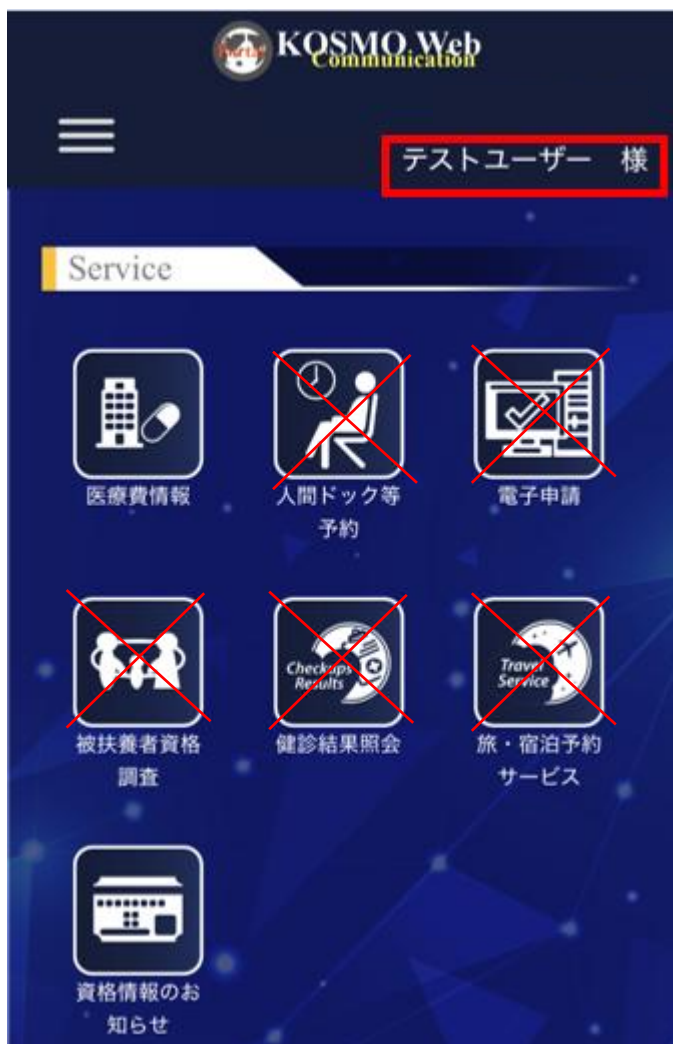 Portal
KOSMO Web
Communication
テストユーザー 様
Service
医療費情報
人間ドック等
予約
電子申請
Checkups
Results
Travel
Service
被扶養者資格
調査
健診結果照会
旅・宿泊予約
サービス
資格情報のお
知らせ